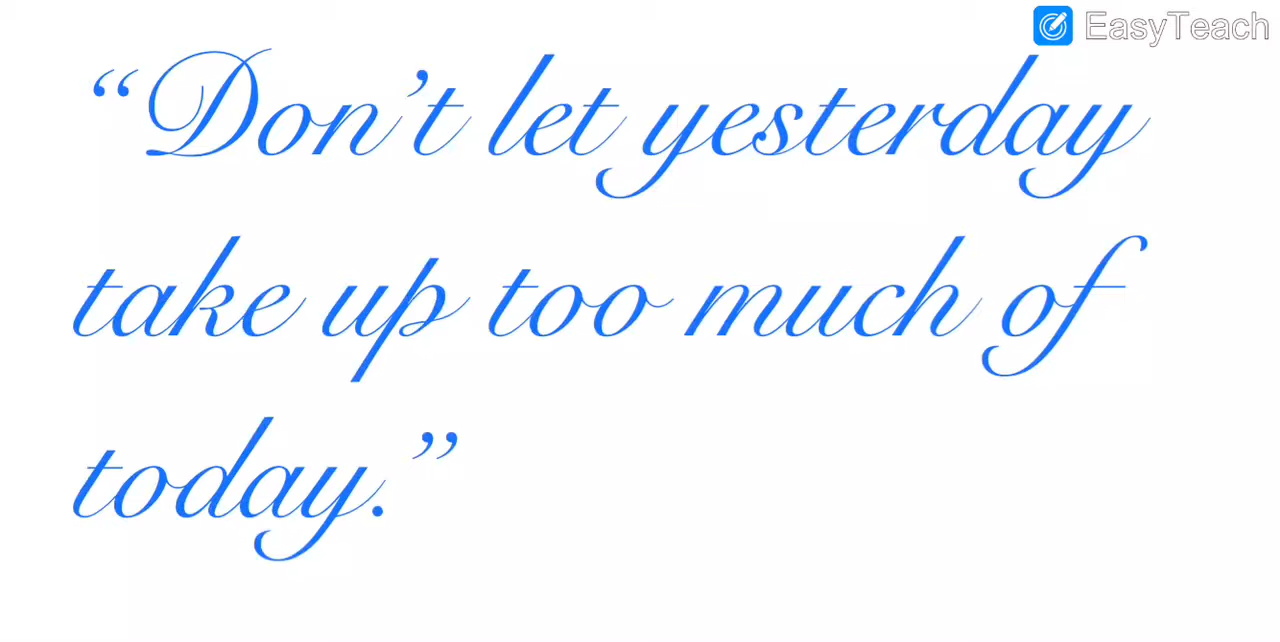 EasyTeach
“Don’t let yesterday
take up too much of
today.”